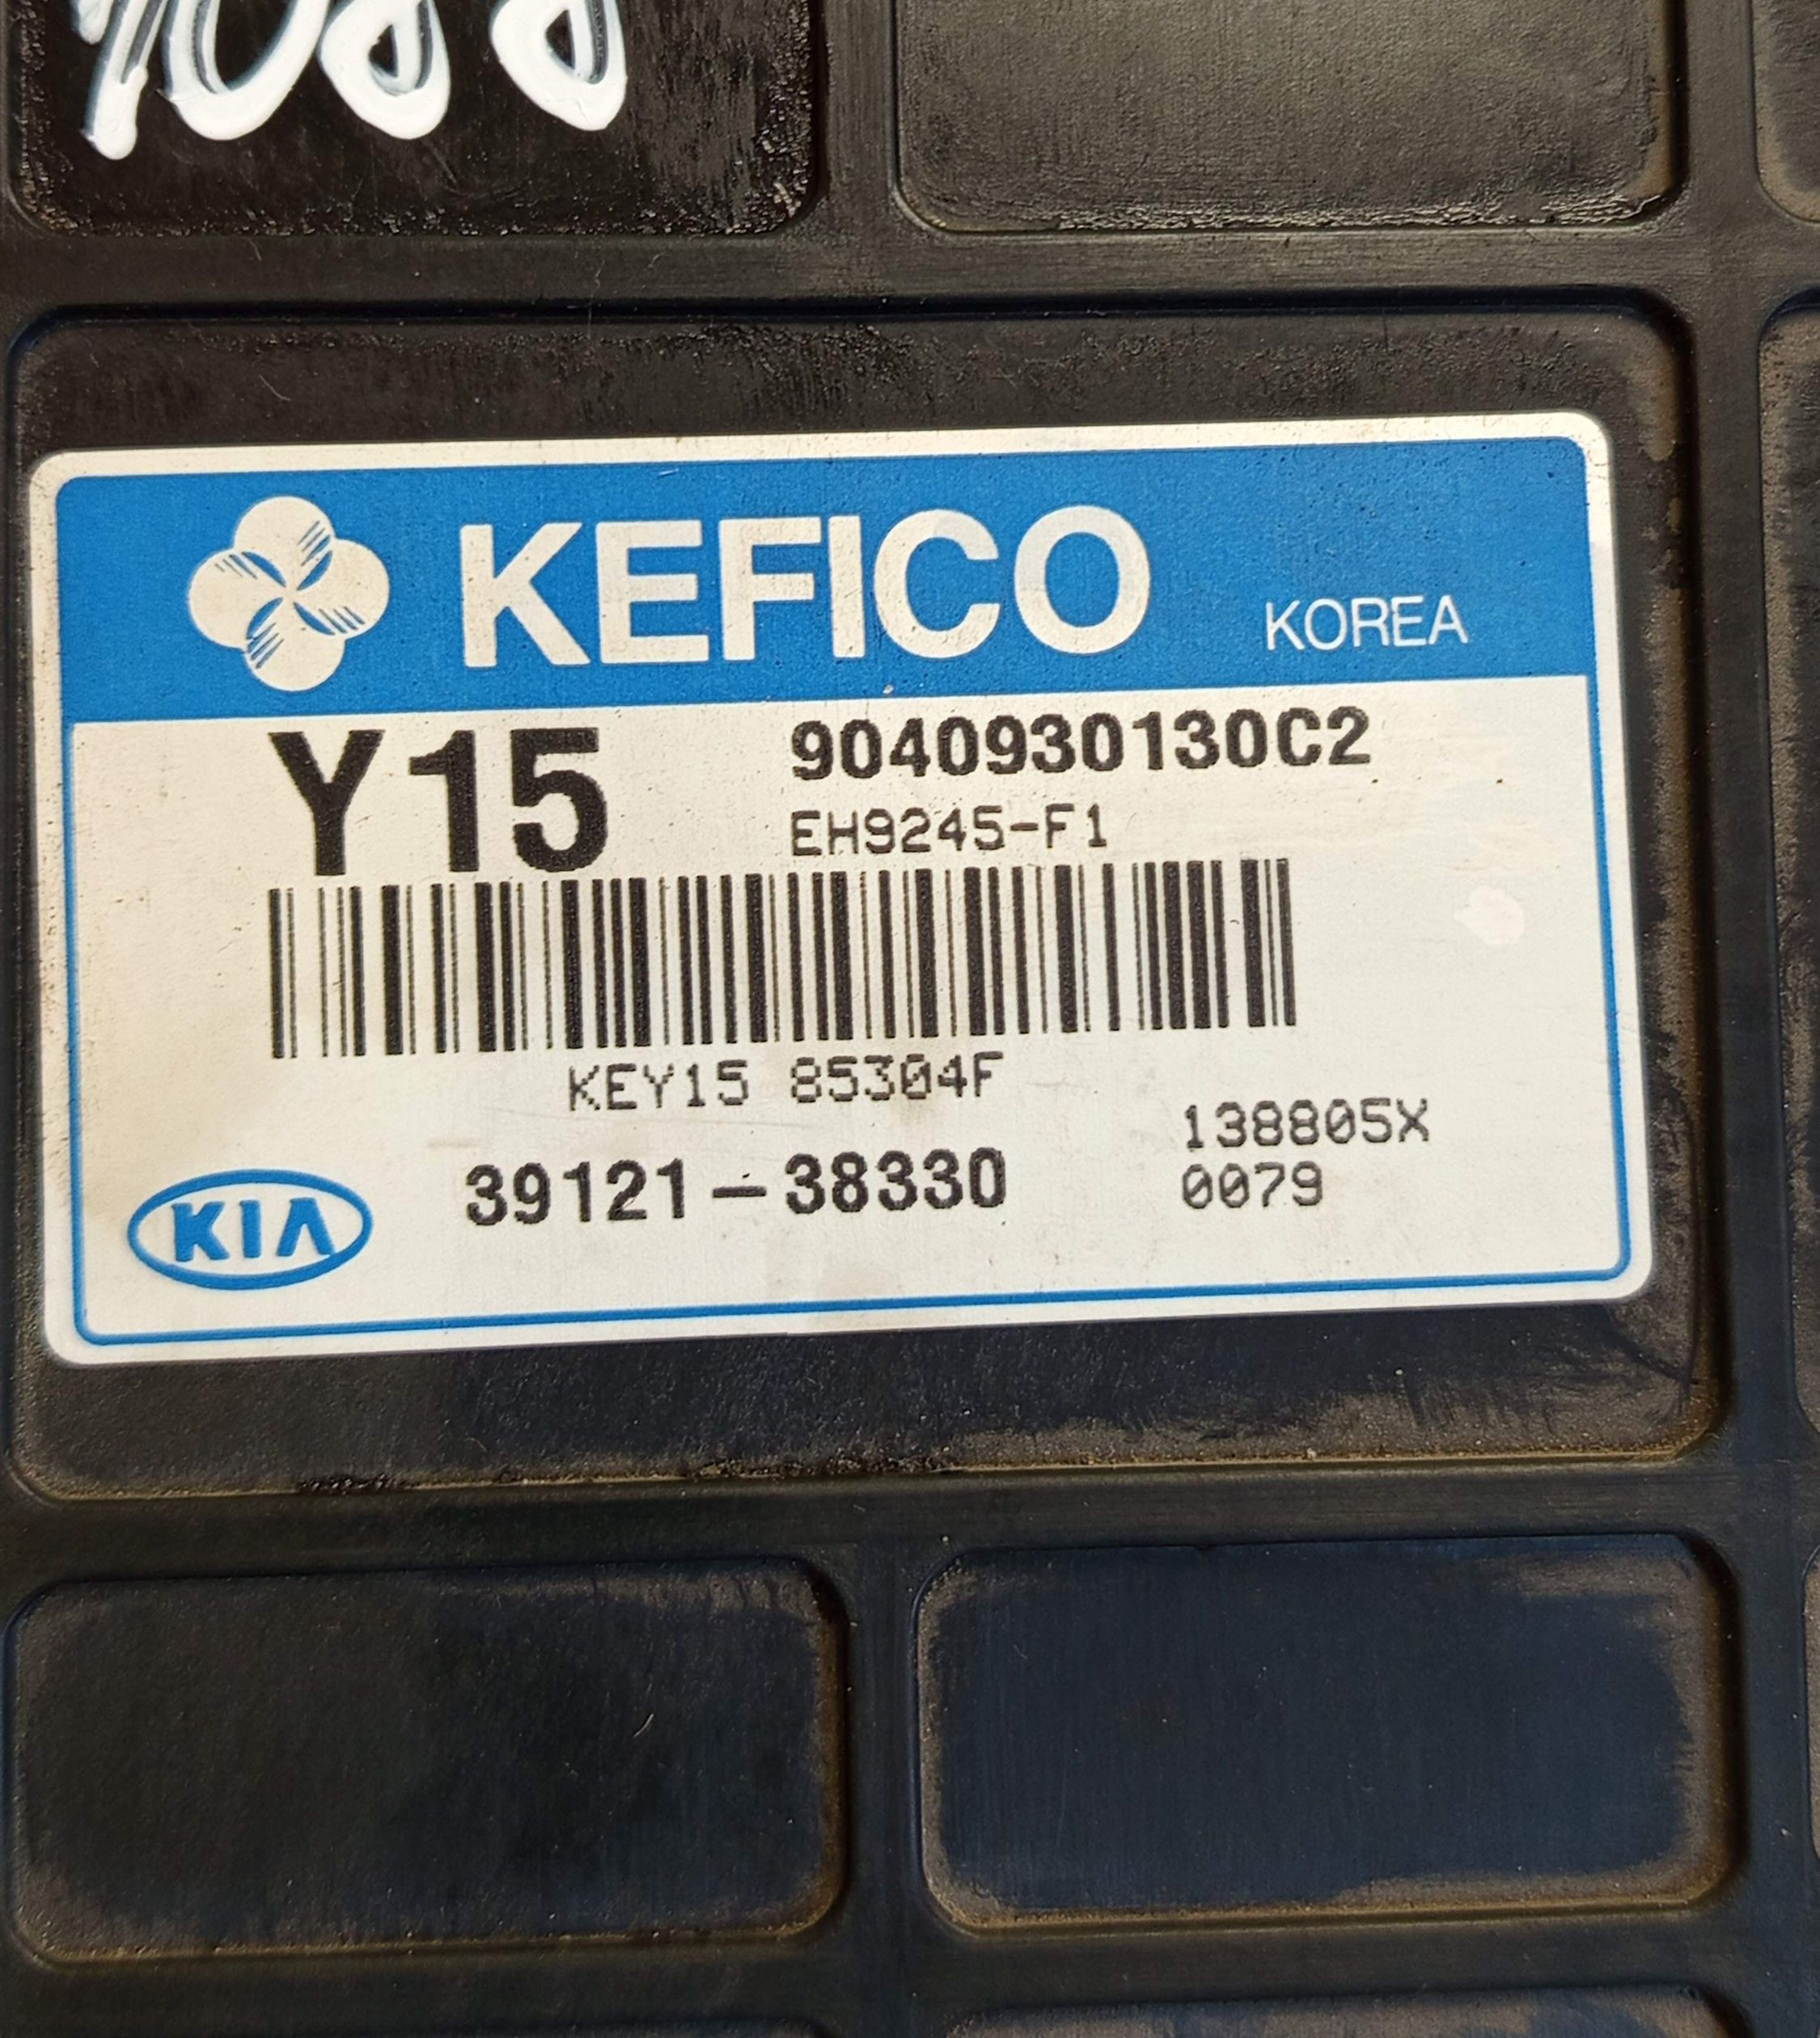 KEFICO KOREA
Y15 9040930130C2
EH9245-F1
KEY15 85304F
138805X
KIA 39121-38330 0079